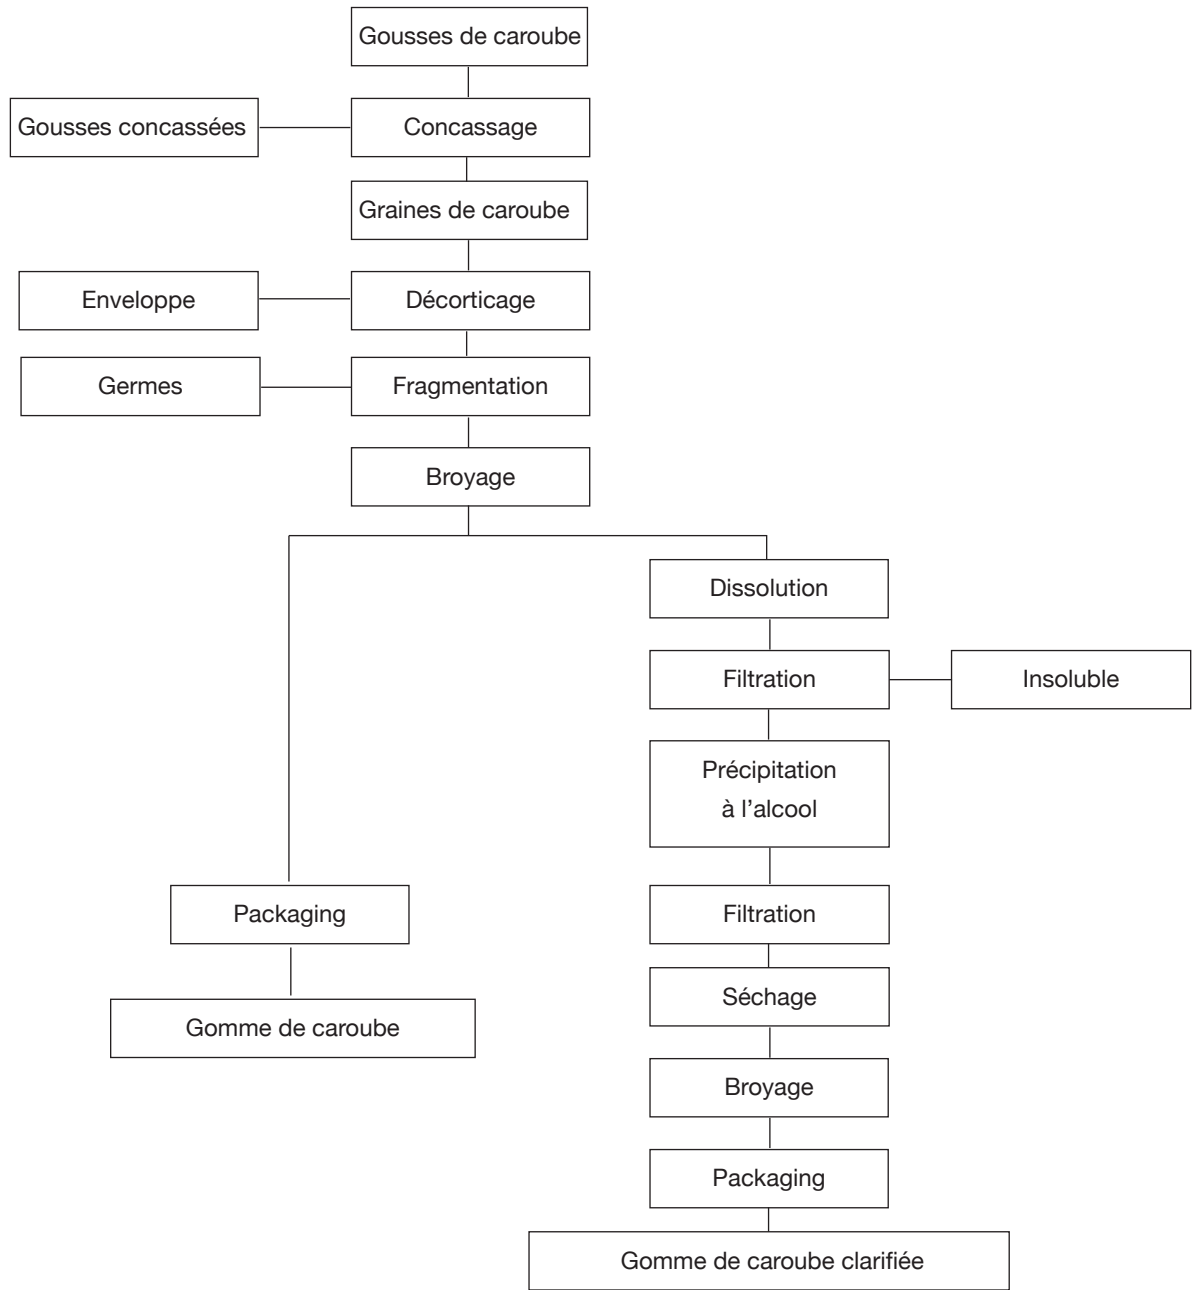 Gousses de caroube
Gousses concassées
Concassage
Graines de caroube
Enveloppe
Décorticage
Germes
Fragmentation
Broyage
Dissolution
Filtration
Insoluble
Précipitation
à l’alcool
Packaging
Filtration
Séchage
Gomme de caroube
Broyage
Packaging
Gomme de caroube clarifiée